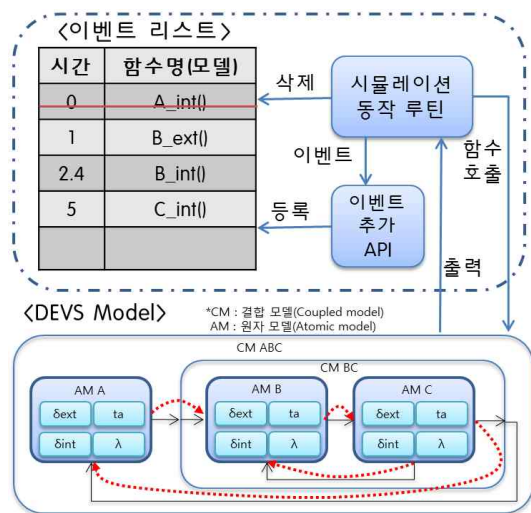 <이벤트 리스트>
시간 함수명(모델)
0 A_int()
1 B_ext()
2.4 B_int()
5 C_int()
삭제
시뮬레이션
동작 루틴
이벤트
함수
호출
등록
이벤트
추가
API
출력
<DEVS Model>
*CM : 결합 모델(Coupled model)
AM : 원자 모델(Atomic model)
CM ABC
CM BC
AM A
δext ta
δint λ
AM B
δext ta
δint λ
AM C
δext ta
δint λ